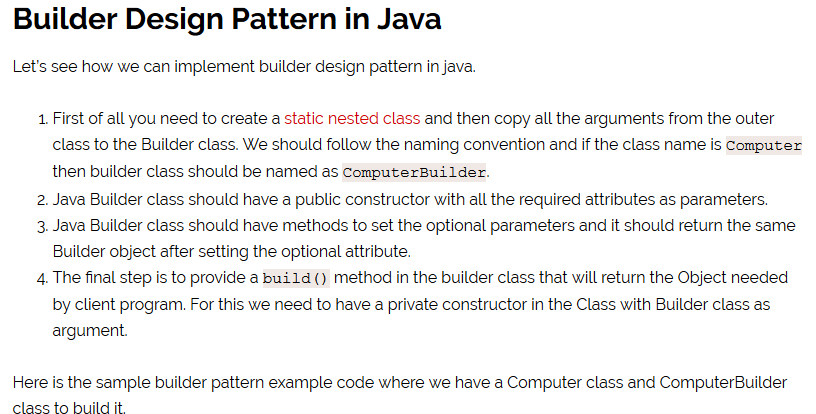 Builder Design Pattern in Java
Let's see how we can implement builder design pattern in java.
1. First of all you need to create a static nested class and then copy all the arguments from the outer
class to the Builder class. We should follow the naming convention and if the class name is Computer
then builder class should be named as ComputerBuilder.
2. Java Builder class should have a public constructor with all the required attributes as parameters.
3. Java Builder class should have methods to set the optional parameters and it should return the same
Builder object after setting the optional attribute.
4. The final step is to provide a build() method in the builder class that will return the Object needed
by client program. For this we need to have a private constructor in the Class with Builder class as
argument.
Here is the sample builder pattern example code where we have a Computer class and ComputerBuilder
class to build it.